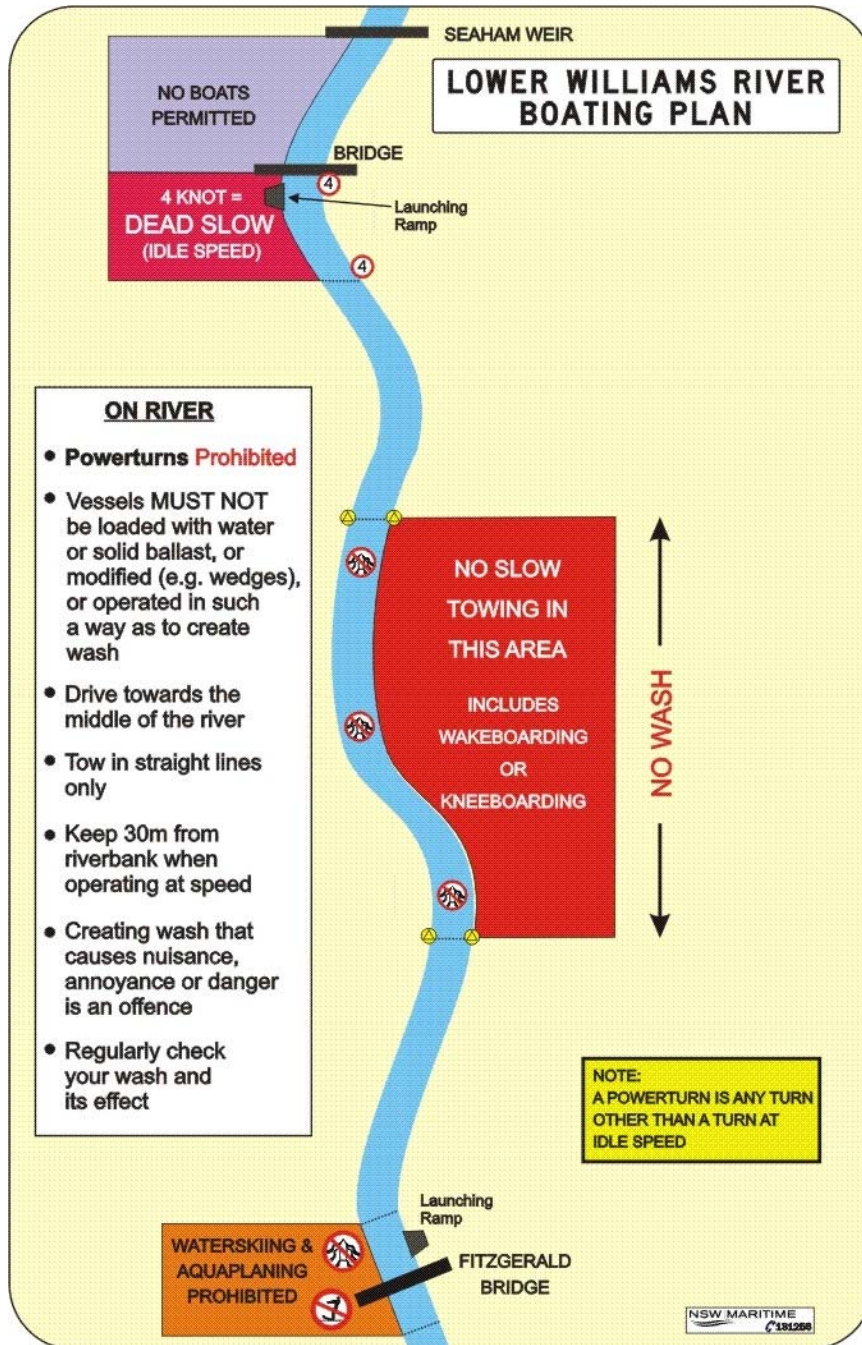 SEAHAM WEIR
LOWER WILLIAMS RIVER
BOATING PLAN
NO BOATS
PERMITTED
BRIDGE
4
4 KNOT =
DEAD SLOW
(IDLE SPEED)
Launching
Ramp
4
ON RIVER
• Powerturns Prohibited
• Vessels MUST NOT
be loaded with water
or solid ballast, or
modified (e.g. wedges),
or operated in such
a way as to create
wash
• Drive towards the
middle of the river
• Tow in straight lines
only
• Keep 30m from
riverbank when
operating at speed
• Creating wash that
causes nuisance,
annoyance or danger
is an offence
• Regularly check
your wash and
its effect
NO SLOW
TOWING IN
THIS AREA
INCLUDES
WAKEBOARDING
OR
KNEEBOARDING
NO WASH
NOTE:
A POWERTURN IS ANY TURN
OTHER THAN A TURN AT
IDLE SPEED
Launching
Ramp
WATERSKIING &
AQUAPLANING
PROHIBITED
FITZGERALD
BRIDGE
NSW MARITIME
131256